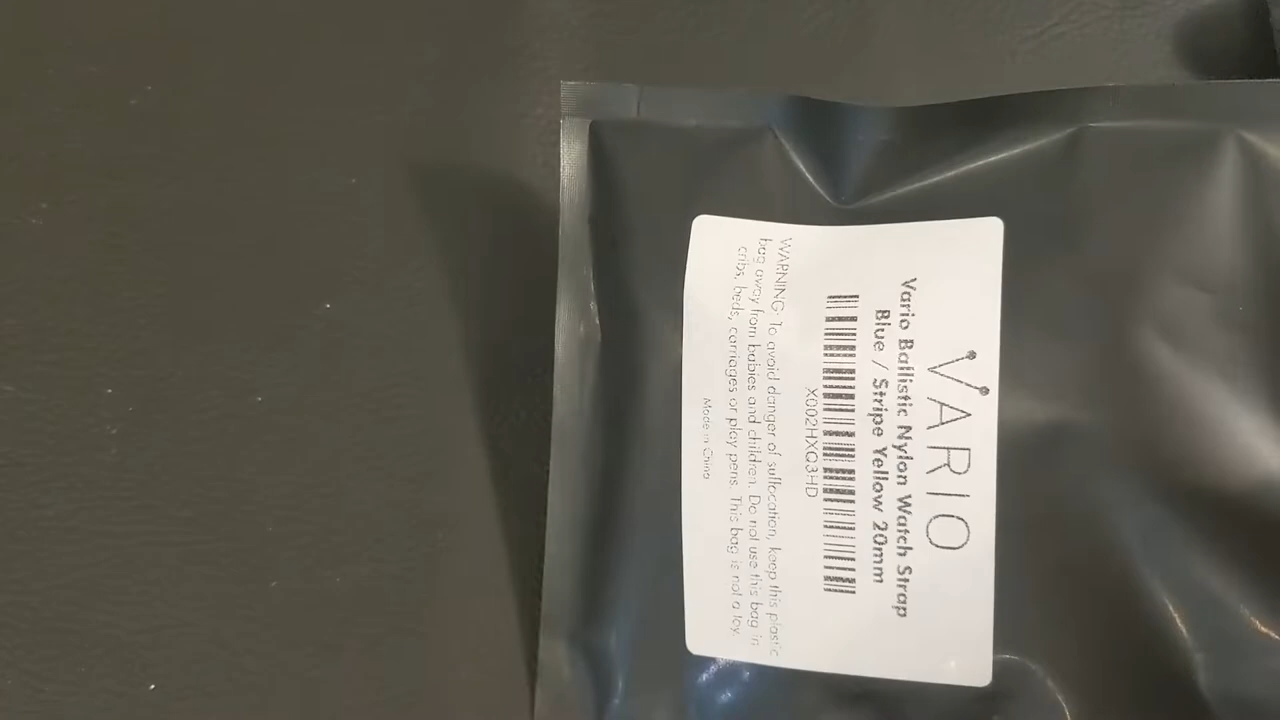 VARIO
Vario Ballistic Nylon Watch Strap
Blue / Stripe Yellow 20mm
X002HXQ3HD
WARNING: To avoid danger of suffocation, keep this plastic
bag away from babies and children. Do not use this bag in
cribs, beds, carriages or play pens. This bag is not a toy.
Made in China